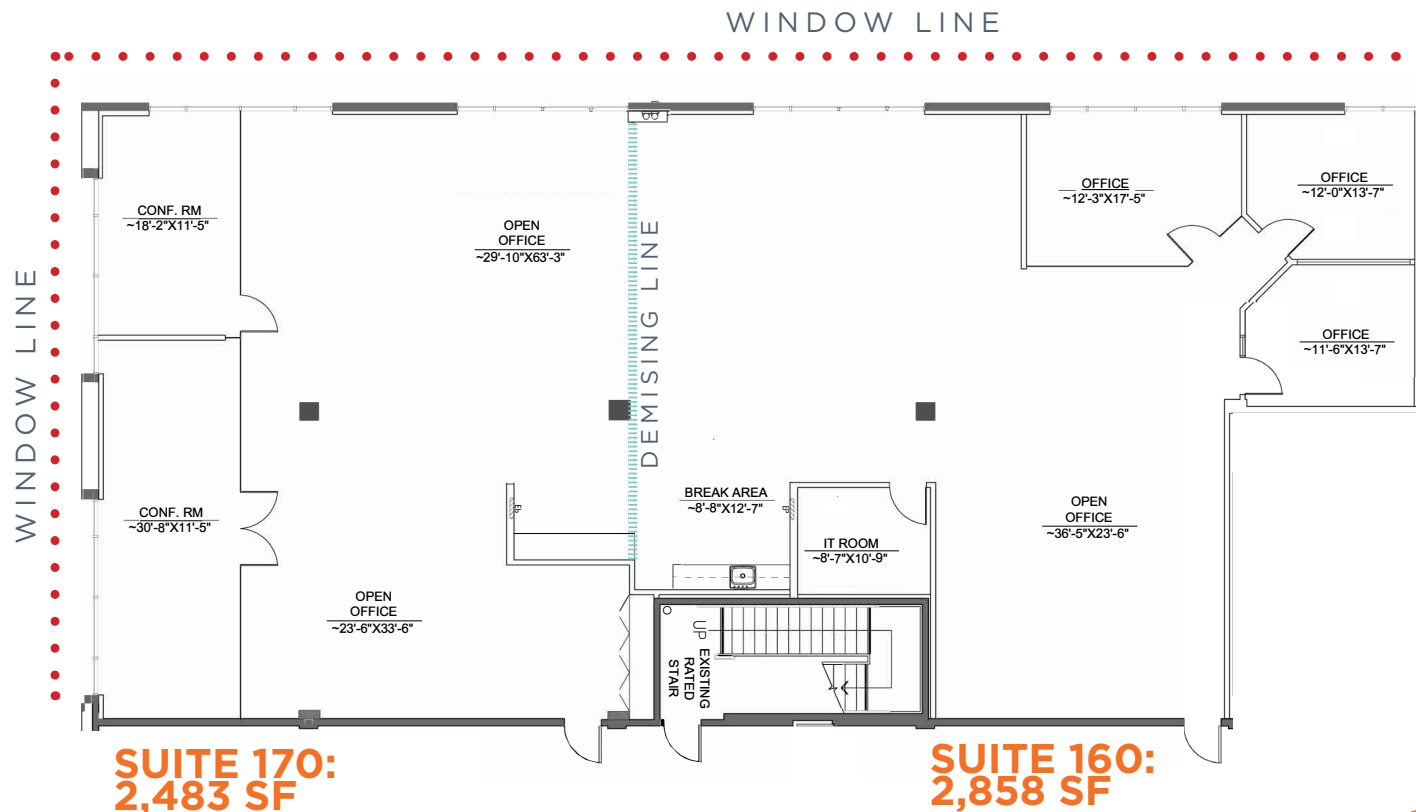 WINDOW LINE
WINDOW LINE
CONF. RM
~18'-2"X11'-5"
OPEN
OFFICE
~29'-10"X63'-3"
DEMISING LINE
OFFICE
~12'-3"X17'-5"
OFFICE
~12'-0"X13'-7"
OFFICE
~11'-6"X13'-7"
CONF. RM
~30'-8"X11'-5"
BREAK AREA
~8'-8"X12'-7"
IT ROOM
~8'-7"X10'-9"
OPEN
OFFICE
~36'-5"X23'-6"
OPEN
OFFICE
~23'-6"X33'-6"
UP
EXISTING
RATED
STAIR
SUITE 170:
2,483 SF
SUITE 160:
2,858 SF